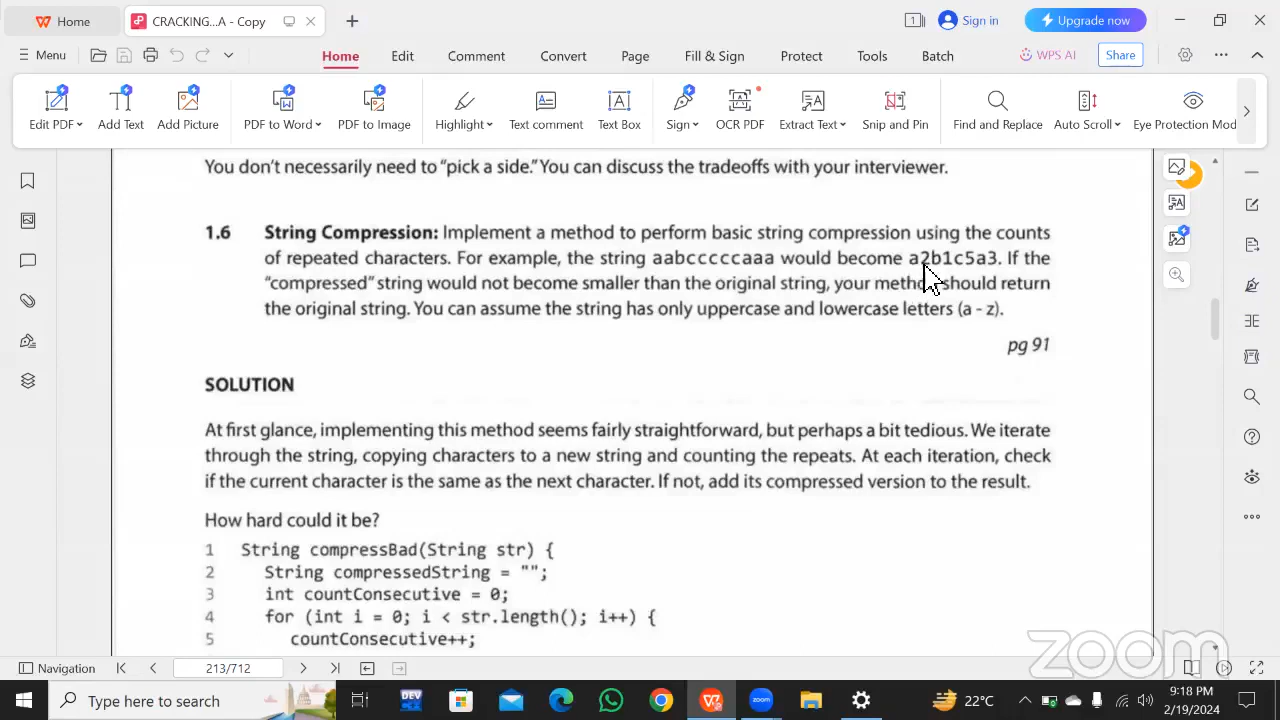 Home
CRACKING...A - Copy
Sign in
Upgrade now
Menu
Home
Edit
Comment
Convert
Page
Fill & Sign
Protect
Tools
Batch
WPS AI
Share
Edit PDF
Add Text
Add Picture
PDF to Word
PDF to Image
Highlight
Text comment
Text Box
Sign
OCR PDF
Extract Text
Snip and Pin
Find and Replace
Auto Scroll
Eye Protection Mod
You don't necessarily need to "pick a side." You can discuss the tradeoffs with your interviewer.
1.6 String Compression: Implement a method to perform basic string compression using the counts
of repeated characters. For example, the string aabcccccaaa would become a2b1c5a3. If the
"compressed" string would not become smaller than the original string, your method should return
the original string. You can assume the string has only uppercase and lowercase letters (a - z).
pg 91
SOLUTION
At first glance, implementing this method seems fairly straightforward, but perhaps a bit tedious. We iterate
through the string, copying characters to a new string and counting the repeats. At each iteration, check
if the current character is the same as the next character. If not, add its compressed version to the result.
How hard could it be?
1 String compressBad(String str) {
2 String compressedString = "";
3 int countConsecutive = 0;
4 for (int i = 0; i < str.length(); i++) {
5 countConsecutive++;
zoom
Navigation
213/712
Type here to search
DEV
zoom
22°C
9:18 PM
2/19/2024